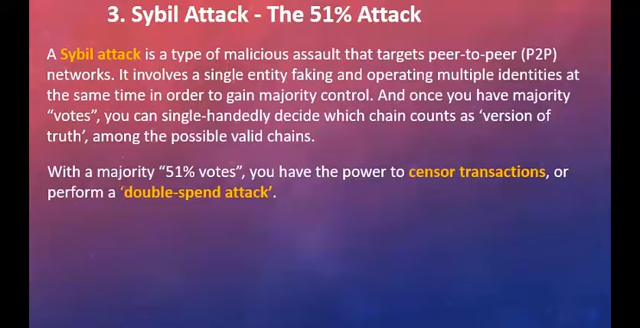 3. Sybil Attack - The 51% Attack
A Sybil attack is a type of malicious assault that targets peer-to-peer (P2P)
networks. It involves a single entity faking and operating multiple identities at
the same time in order to gain majority control. And once you have majority
“votes”, you can single-handedly decide which chain counts as ‘version of
truth’, among the possible valid chains.
With a majority “51% votes”, you have the power to censor transactions, or
perform a ‘double-spend attack’.